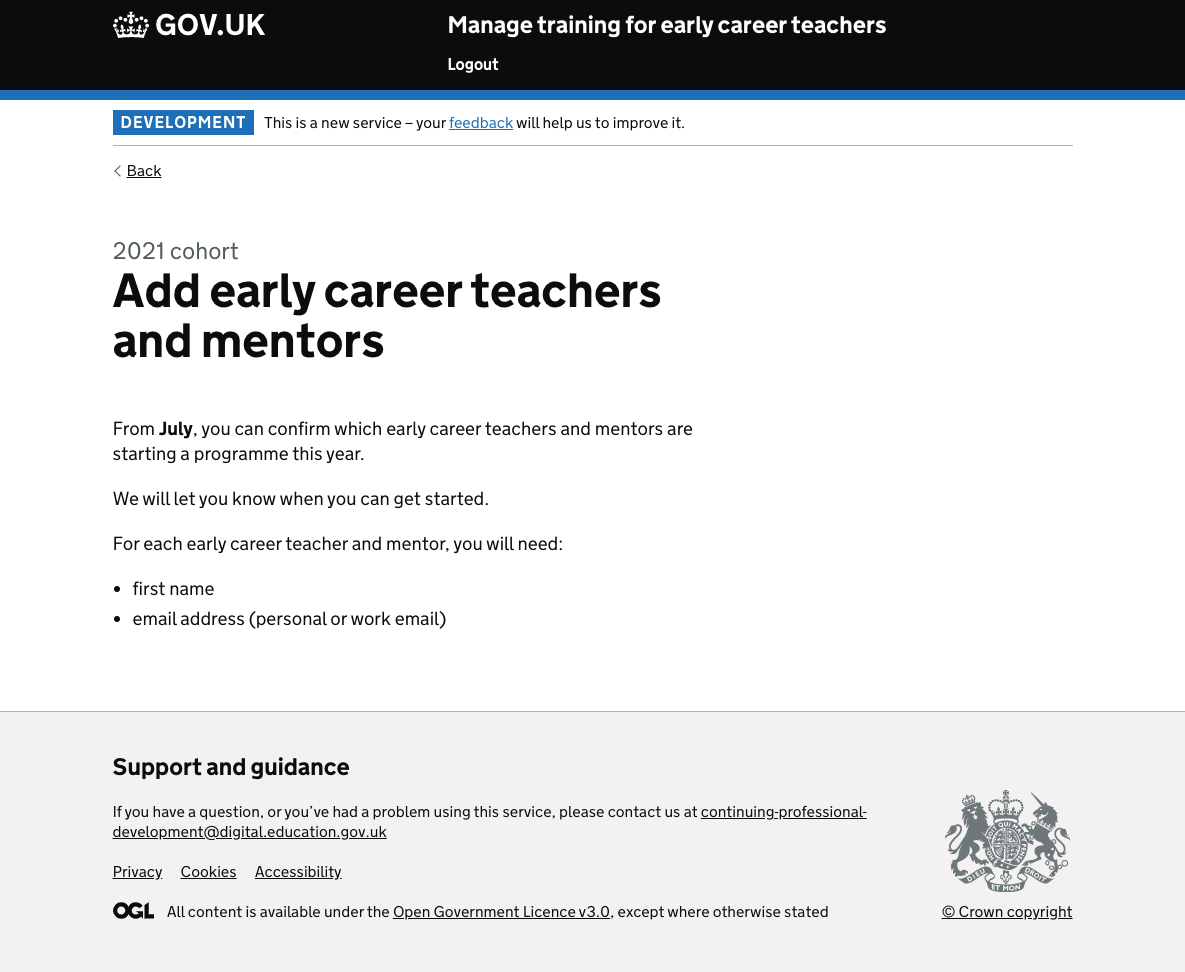 GOV.UK
Manage training for early career teachers
Logout
DEVELOPMENT This is a new service – your feedback will help us to improve it.
Back
2021 cohort
Add early career teachers
and mentors
From July, you can confirm which early career teachers and mentors are
starting a programme this year.
We will let you know when you can get started.
For each early career teacher and mentor, you will need:
• first name
• email address (personal or work email)
Support and guidance
If you have a question, or you’ve had a problem using this service, please contact us at continuing-professional-
development@digital.education.gov.uk
Privacy Cookies Accessibility
OGL All content is available under the Open Government Licence v3.0, except where otherwise stated
DIEU ET MON DROIT
© Crown copyright